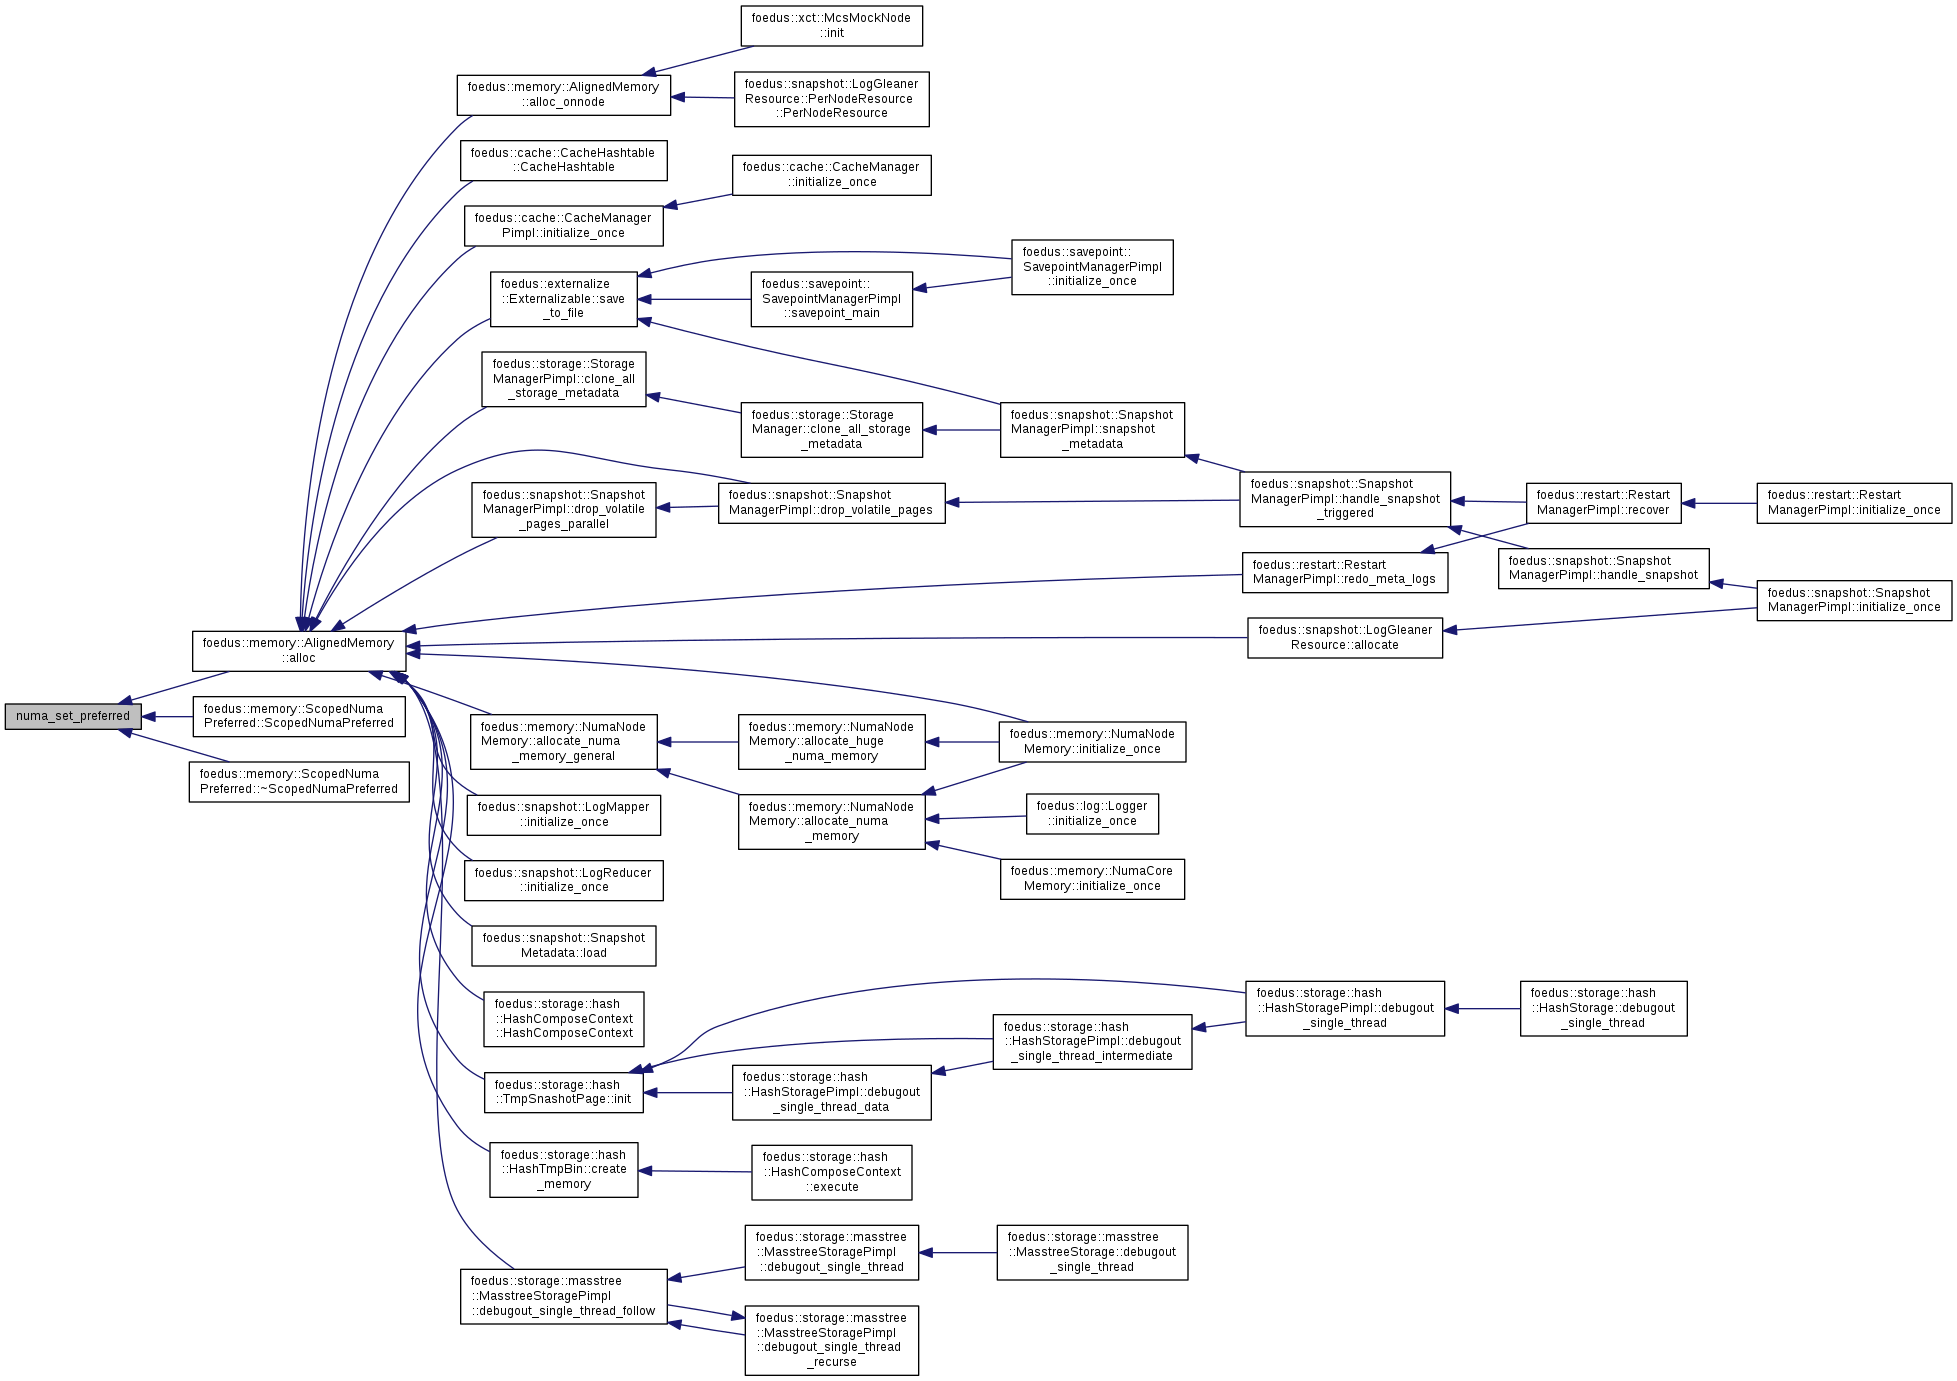 foedus::xct::McsMockNode
::init
foedus::memory::AlignedMemory
::alloc_onnode
foedus::snapshot::LogGleaner
Resource::PerNodeResource
::PerNodeResource
foedus::cache::CacheHashtable
::CacheHashtable
foedus::cache::CacheManager
::initialize_once
foedus::cache::CacheManager
Pimpl::initialize_once
foedus::savepoint::
SavepointManagerPimpl
::initialize_once
foedus::externalize
::Externalizable::save
_to_file
foedus::savepoint::
SavepointManagerPimpl
::savepoint_main
foedus::storage::Storage
ManagerPimpl::clone_all
_storage_metadata
foedus::storage::Storage
Manager::clone_all_storage
_metadata
foedus::snapshot::Snapshot
ManagerPimpl::snapshot
_metadata
foedus::snapshot::Snapshot
ManagerPimpl::drop_volatile
_pages_parallel
foedus::snapshot::Snapshot
ManagerPimpl::drop_volatile_pages
foedus::snapshot::Snapshot
ManagerPimpl::handle_snapshot
_triggered
foedus::restart::Restart
ManagerPimpl::recover
foedus::restart::Restart
ManagerPimpl::initialize_once
foedus::restart::Restart
ManagerPimpl::redo_meta_logs
foedus::snapshot::Snapshot
ManagerPimpl::handle_snapshot
foedus::snapshot::Snapshot
ManagerPimpl::initialize_once
foedus::snapshot::LogGleaner
Resource::allocate
foedus::memory::AlignedMemory
::alloc
numa_set_preferred
foedus::memory::ScopedNuma
Preferred::ScopedNumaPreferred
foedus::memory::ScopedNuma
Preferred::~ScopedNumaPreferred
foedus::memory::NumaNode
Memory::allocate_numa
_memory_general
foedus::memory::NumaNode
Memory::allocate_huge
_numa_memory
foedus::memory::NumaNode
Memory::initialize_once
foedus::memory::NumaNode
Memory::allocate_numa
_memory
foedus::log::Logger
::initialize_once
foedus::memory::NumaCore
Memory::initialize_once
foedus::snapshot::LogMapper
::initialize_once
foedus::snapshot::LogReducer
::initialize_once
foedus::snapshot::Snapshot
Metadata::load
foedus::storage::hash
::HashComposeContext
::HashComposeContext
foedus::storage::hash
::TmpSnashotPage::init
foedus::storage::hash
::HashStoragePimpl::debugout
_single_thread_data
foedus::storage::hash
::HashStoragePimpl::debugout
_single_thread_intermediate
foedus::storage::hash
::HashStoragePimpl::debugout
_single_thread
foedus::storage::hash
::HashStorage::debugout
_single_thread
foedus::storage::hash
::HashTmpBin::create
_memory
foedus::storage::hash
::HashComposeContext
::execute
foedus::storage::masstree
::MasstreeStoragePimpl
::debugout_single_thread_follow
foedus::storage::masstree
::MasstreeStoragePimpl
::debugout_single_thread
foedus::storage::masstree
::MasstreeStorage::debugout
_single_thread
foedus::storage::masstree
::MasstreeStoragePimpl
::debugout_single_thread
_recurse